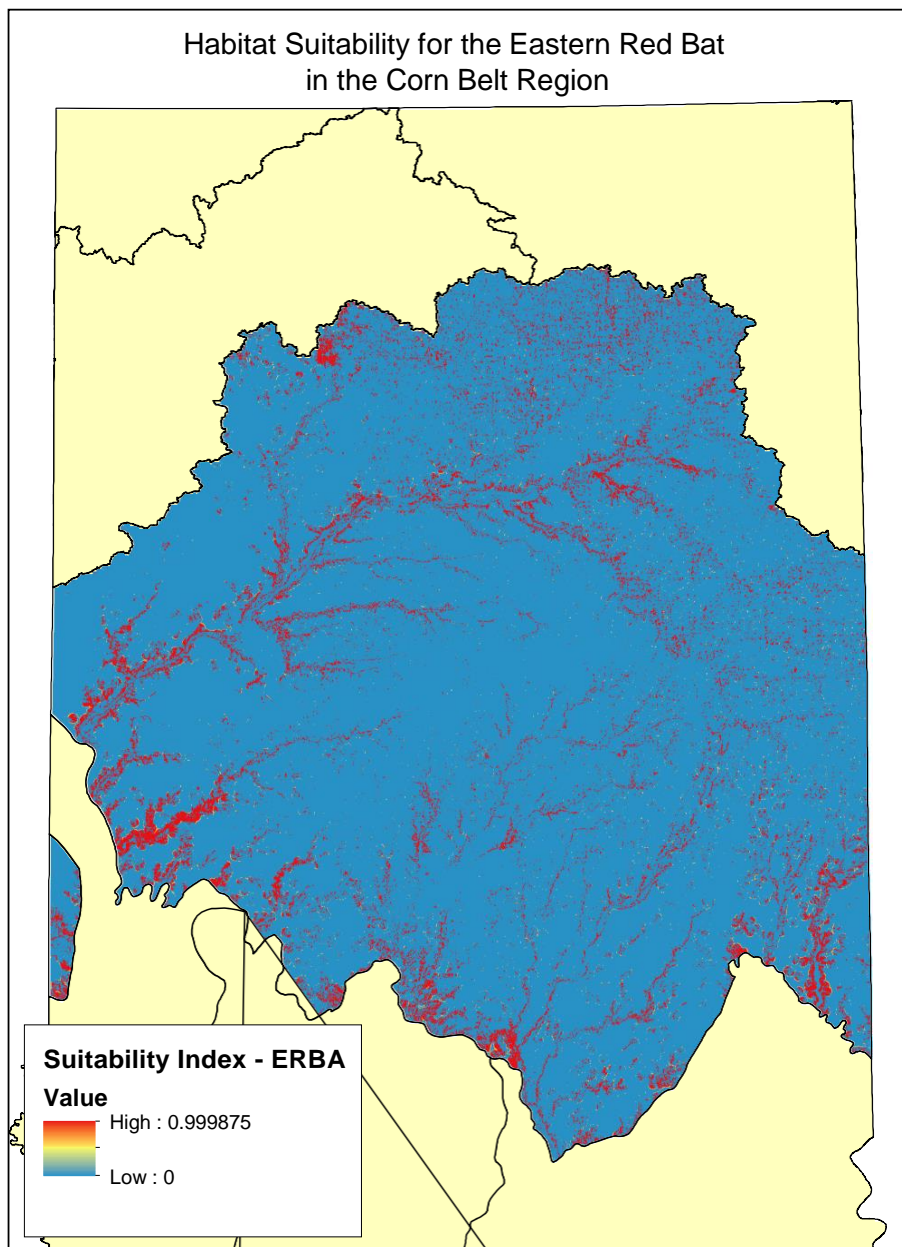 Habitat Suitability for the Eastern Red Bat
in the Corn Belt Region
Suitability Index - ERBA
Value
High : 0.999875
Low : 0